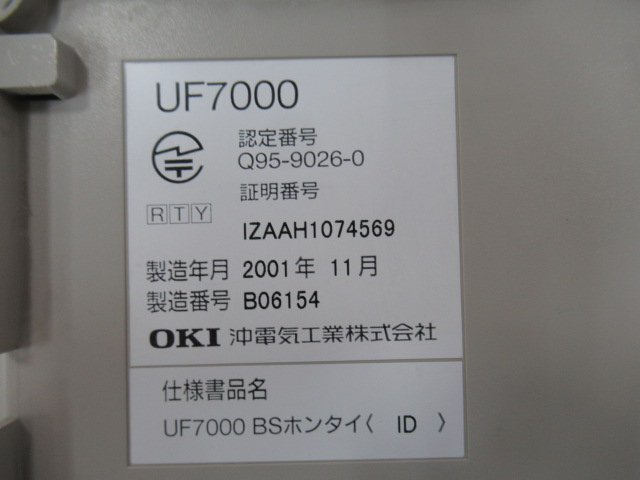 UF7000
認定番号
Q95-9026-0
証明番号
R T Y
IZAAH1074569
製造年月 2001年 11月
製造番号 B06154
OKI 沖電気工業株式会社
仕様書品名
UF7000 BSホンタイ〈 ID 〉